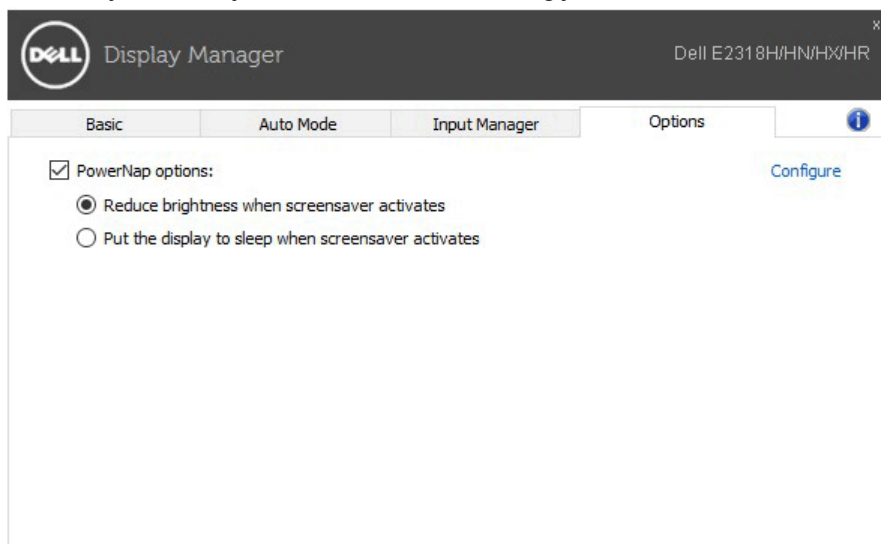 x
DELL Display Manager
Dell E2318H/HN/HX/HR
Basic Auto Mode Input Manager Options
PowerNap options: Configure
Reduce brightness when screensaver activates
Put the display to sleep when screensaver activates